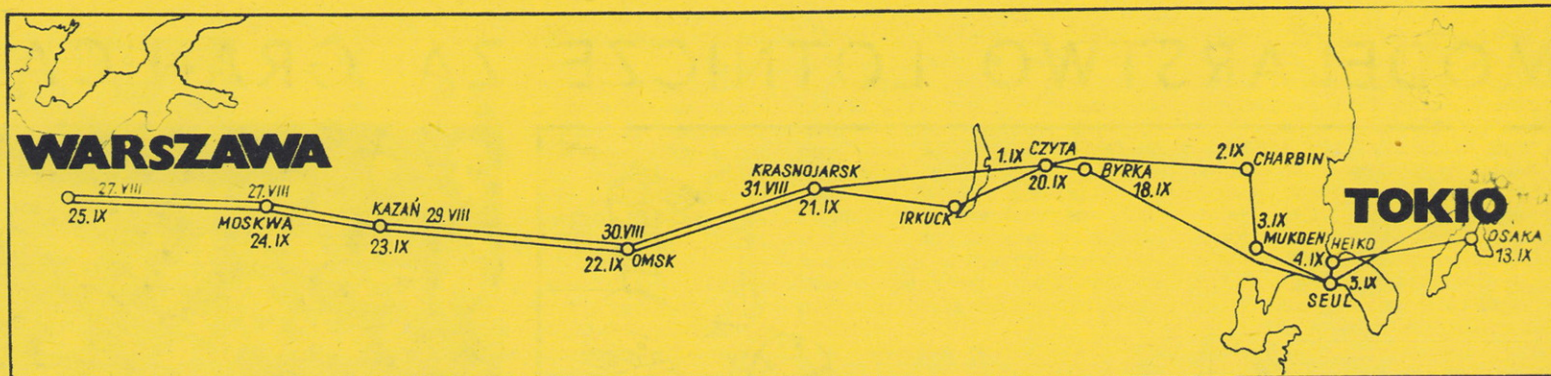 WARSZAWA
27. VIII
25. IX
27. VIII
MOSKWA
24. IX
KAZAŃ
29. VIII
23. IX
30. VIII
22. IX
OMSK
KRASNOJARSK
31. VIII
21. IX
IRKUCK
1. IX
CZYTA
20. IX
BYRKA
18. IX
2. IX
CHARBIN
3. IX
MUKDEN
HEIKO
4. IX
5. IX
SEUL
TOKIO
OSAKA
13. IX